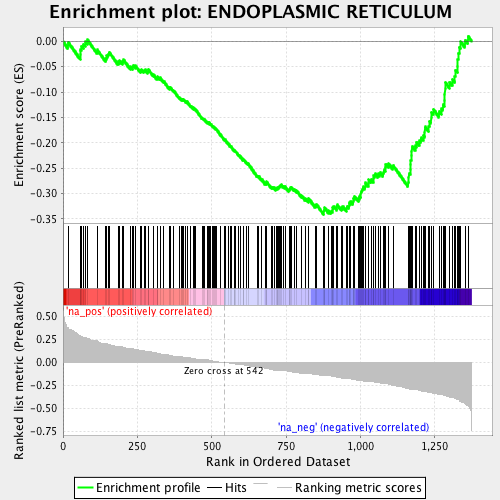 Enrichment plot: ENDOPLASMIC RETICULUM
Enrichment score (ES)
0.00
-0.05
-0.10
-0.15
-0.20
-0.25
-0.30
-0.35
'na_pos' (positively correlated)
Ranked list metric (PreRanked)
0.50
0.25
0.00
-0.25
-0.50
-0.75
Zero cross at 542
'na_neg' (negatively correlated)
0
250
500
750
1,000
1,250
Rank in Ordered Dataset
Enrichment profile
Hits
Ranking metric scores